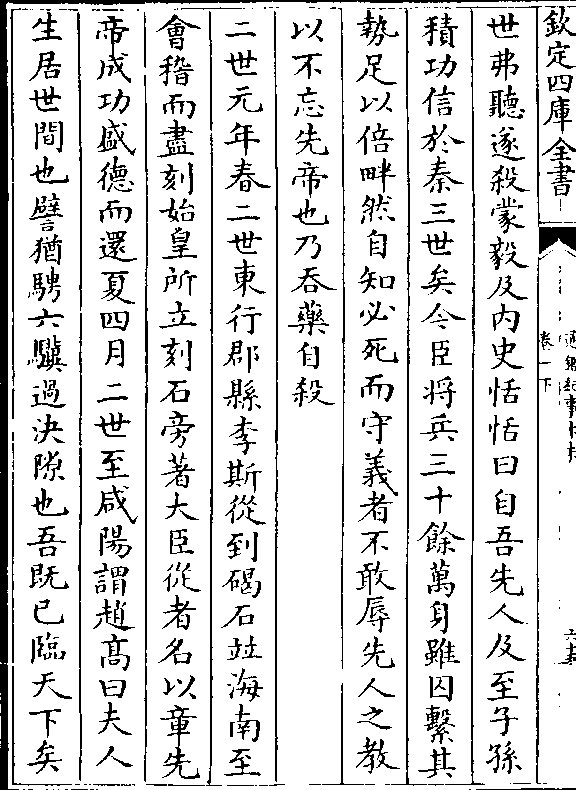 欽定四庫全書
卷一下
世弗聽遂殺蒙毅及内史恬恬曰自吾先人及至子孫
積功信於秦三世矣今臣将兵三十餘萬身雖囚繫其
勢足以倍畔然自知必死而守義者不敢辱先人之教
以不忘先帝也乃吞藥自殺
二世元年春二世東行郡縣李斯從到碣石並海南至
會稽而盡刻始皇所立刻石旁著大臣從者名以章先
帝成功盛德而還夏四月二世至咸陽謂趙髙曰夫人
生居世間也譬猶騁六驥過決隙也吾既已臨天下矣